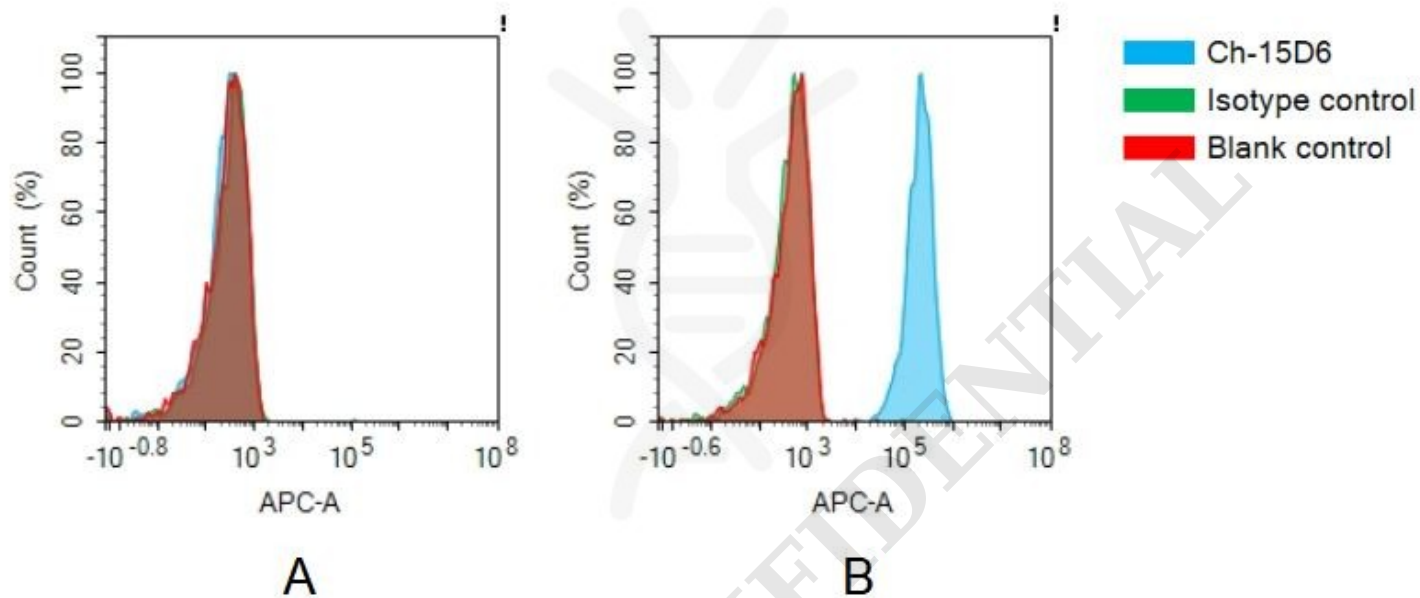 !
!
Ch-15D6
Isotype control
Blank control
Count (%)
100
80
60
40
20
0
-10 -0.8 10 3 10 5 10 8
APC-A
A
Count (%)
100
80
60
40
20
0
-10 -0.6 10 3 10 5 10 8
APC-A
B
FIDENTIAL